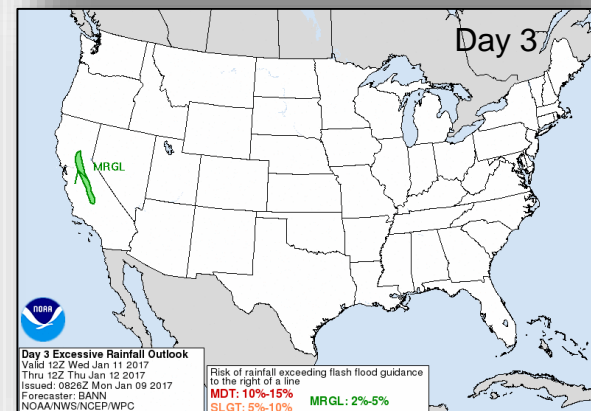 Day 3
MRGL
NOAA
Day 3 Excessive Rainfall Outlook
Valid 12Z Wed Jan 11 2017
Thru 12Z Thu Jan 12 2017
Issued: 0826Z Mon Jan 09 2017
Forecaster: BANN
NOAA/NWS/NCEP/WPC
Risk of rainfall exceeding flash flood guidance
to the right of a line
MDT: 10%-15%
SLGT: 5%-10%
MRGL: 2%-5%